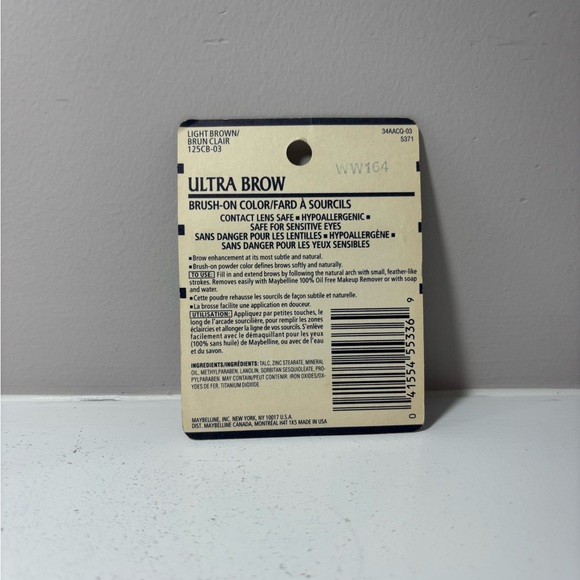 LIGHT BROWN/
BRUN CLAIR
125CB-03
34AACQ-03
5371
WW164
ULTRA BROW
BRUSH-ON COLOR/FARD À SOURCILS
CONTACT LENS SAFE ■ HYPOALLERGENIC ■
SAFE FOR SENSITIVE EYES
SANS DANGER POUR LES LENTILLES ■ HYPOALLERGÈNE ■
SANS DANGER POUR LES YEUX SENSIBLES
■ Brow enhancement at its most subtle and natural.
■ Brush-on powder color defines brows softly and naturally.
TO USE: Fill in and extend brows by following the natural arch with small, feather-like
strokes. Removes easily with Maybelline 100% Oil Free Makeup Remover or with soap
and water.
■ Cette poudre rehausse les sourcils de façon subtile et naturelle.
■ La brosse facilite une application en douceur.
UTILISATION: Appliquez par petites touches, le
long de l'arcade sourcilière, pour remplir les zones
éclaircies et allonger la ligne de vos sourcils. S'enlève
facilement avec le démaquillant pour les yeux
(100% sans huile) de Maybelline, ou avec de l'eau
et du savon.
INGREDIENTS/INGRÉDIENTS: TALC, ZINC STEARATE, MINERAL
OIL, METHYLPARABEN, LANOLIN, SORBITAN SESQUIOLEATE, PRO-
PYLPARABEN. MAY CONTAIN/PEUT CONTENIR: IRON OXIDES/OX-
YDES DE FER, TITANIUM DIOXIDE
MAYBELLINE, INC. NEW YORK, NY 10017 U.S.A.
DIST. MAYBELLINE CANADA, MONTRÉAL H4T 1K5 MADE IN USA
0 41554 55336 9